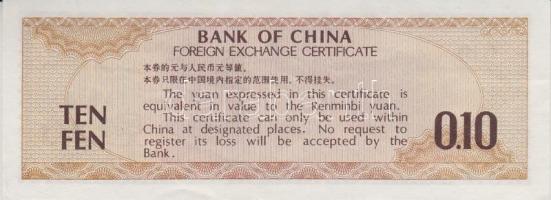 BANK OF CHINA
FOREIGN EXCHANGE CERTIFICATE
本券的元与人民币元等值。
本券只限在中国境内指定的范围使用，不得挂失。
TEN
FEN
The yuan expressed in this certificate is
equivalent in value to the Renminbi yuan.
This certificate can only be used within
China at designated places. No request to
register its loss will be accepted by the
Bank.
0.10